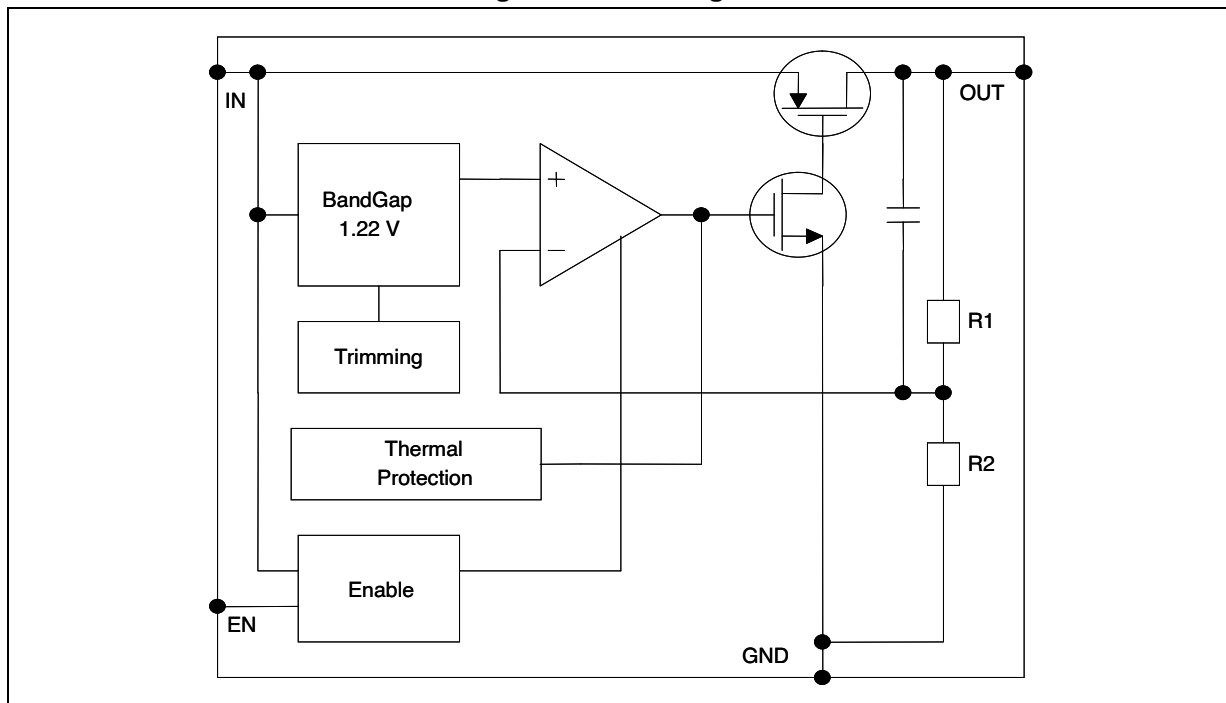 IN
OUT
BandGap
1.22 V
+
−
R1
Trimming
Thermal
Protection
R2
Enable
EN
GND